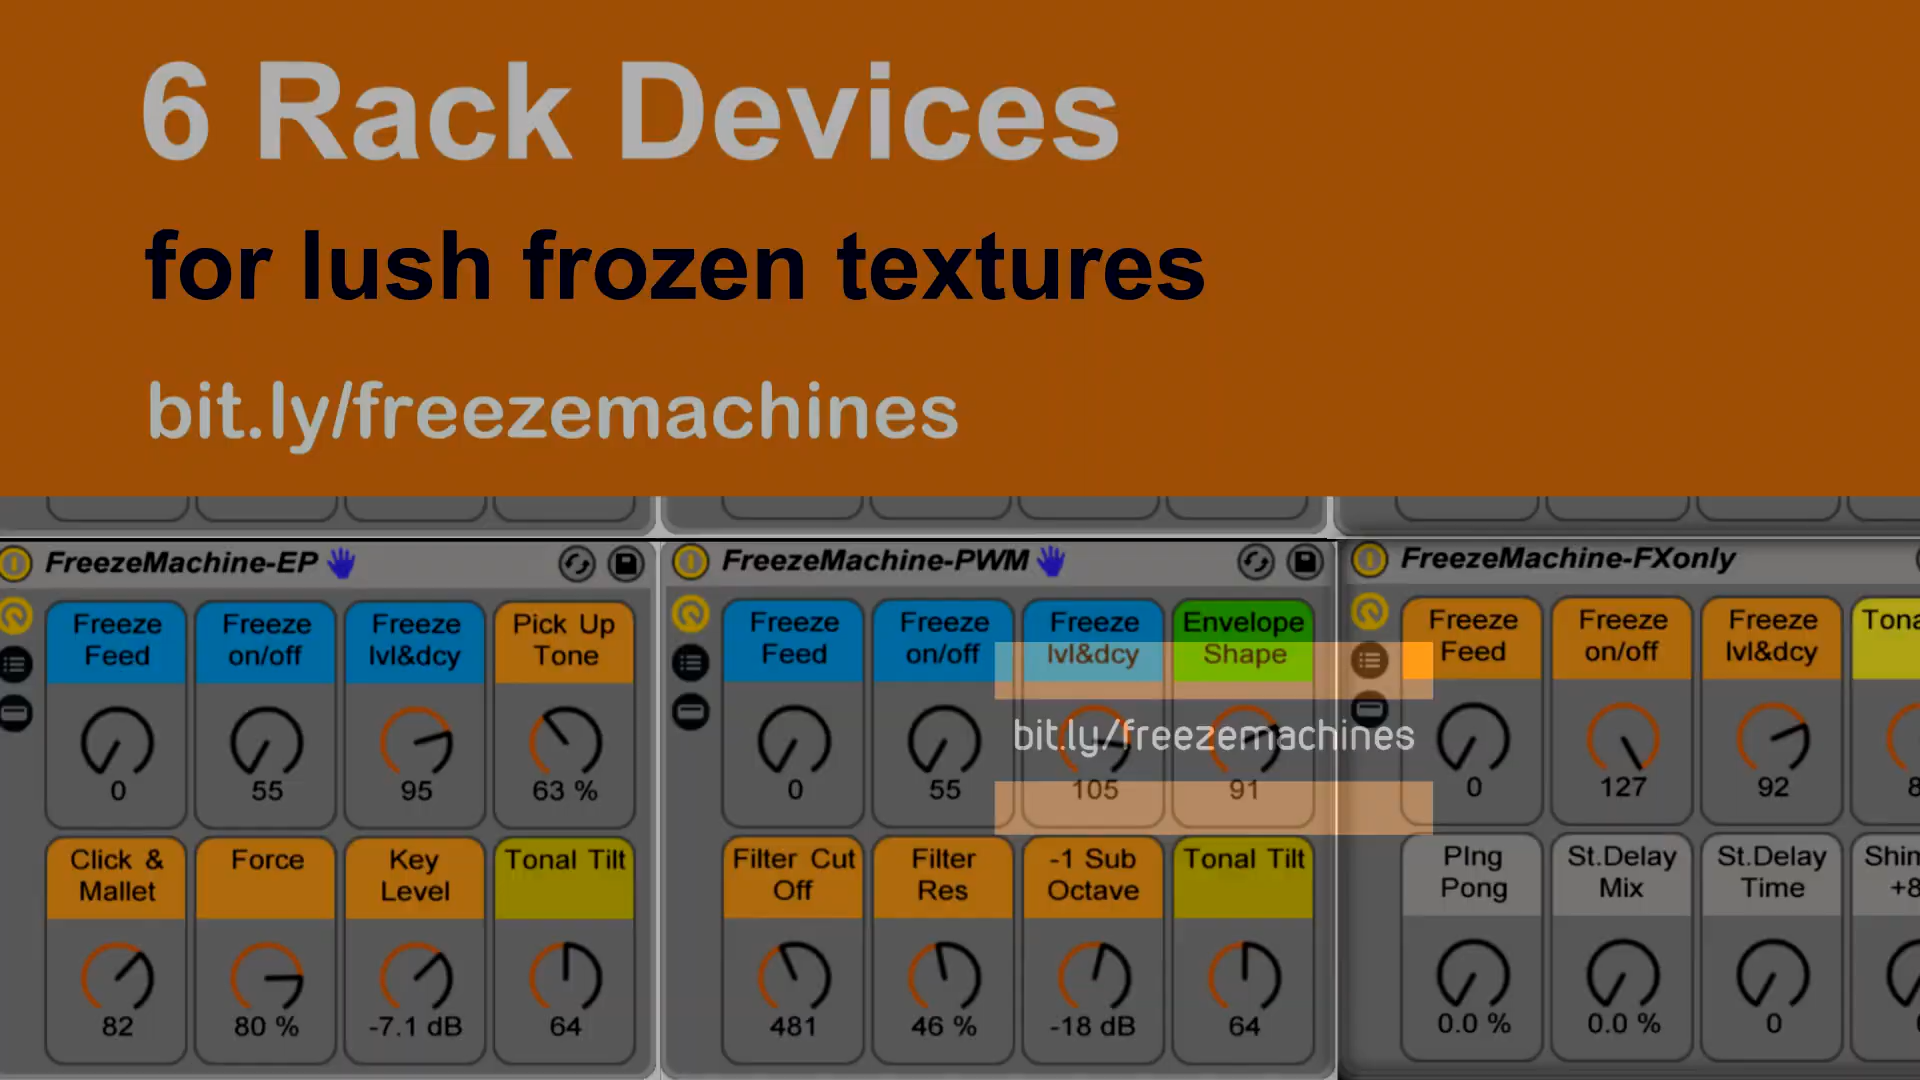 6 Rack Devices
for lush frozen textures
bit.ly/freezemachines
FreezeMachine-EP
Freeze Feed
Freeze on/off
Freeze lvl&dcy
Pick Up Tone
0
55
95
63 %
Click & Mallet
Force
Key Level
Tonal Tilt
82
80 %
-7.1 dB
64
FreezeMachine-PWM
Freeze Feed
Freeze on/off
Freeze lvl&dcy
Envelope Shape
0
55
105
91
bit.ly/freezemachines
Filter Cut Off
Filter Res
-1 Sub Octave
Tonal Tilt
481
46 %
-18 dB
64
FreezeMachine-FXonly
Freeze Feed
Freeze on/off
Freeze lvl&dcy
0
127
92
PIng Pong
St.Delay Mix
St.Delay Time
0.0 %
0.0 %
0